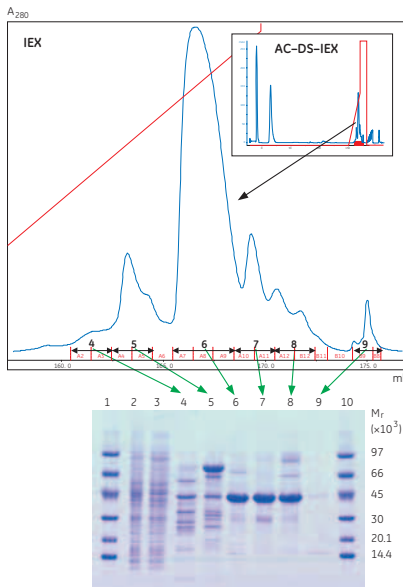 A280
IEX
AC–DS–IEX
4 5 6 7 8 9
A2 A3 A4 A5 A6 A7 A8 A9 A10 A11 A12 B12 B11 B10 B8
160.0 165.0 170.0 175.0 m
1 2 3 4 5 6 7 8 9 10
Mr
(×10³)
97
66
45
30
20.1
14.4